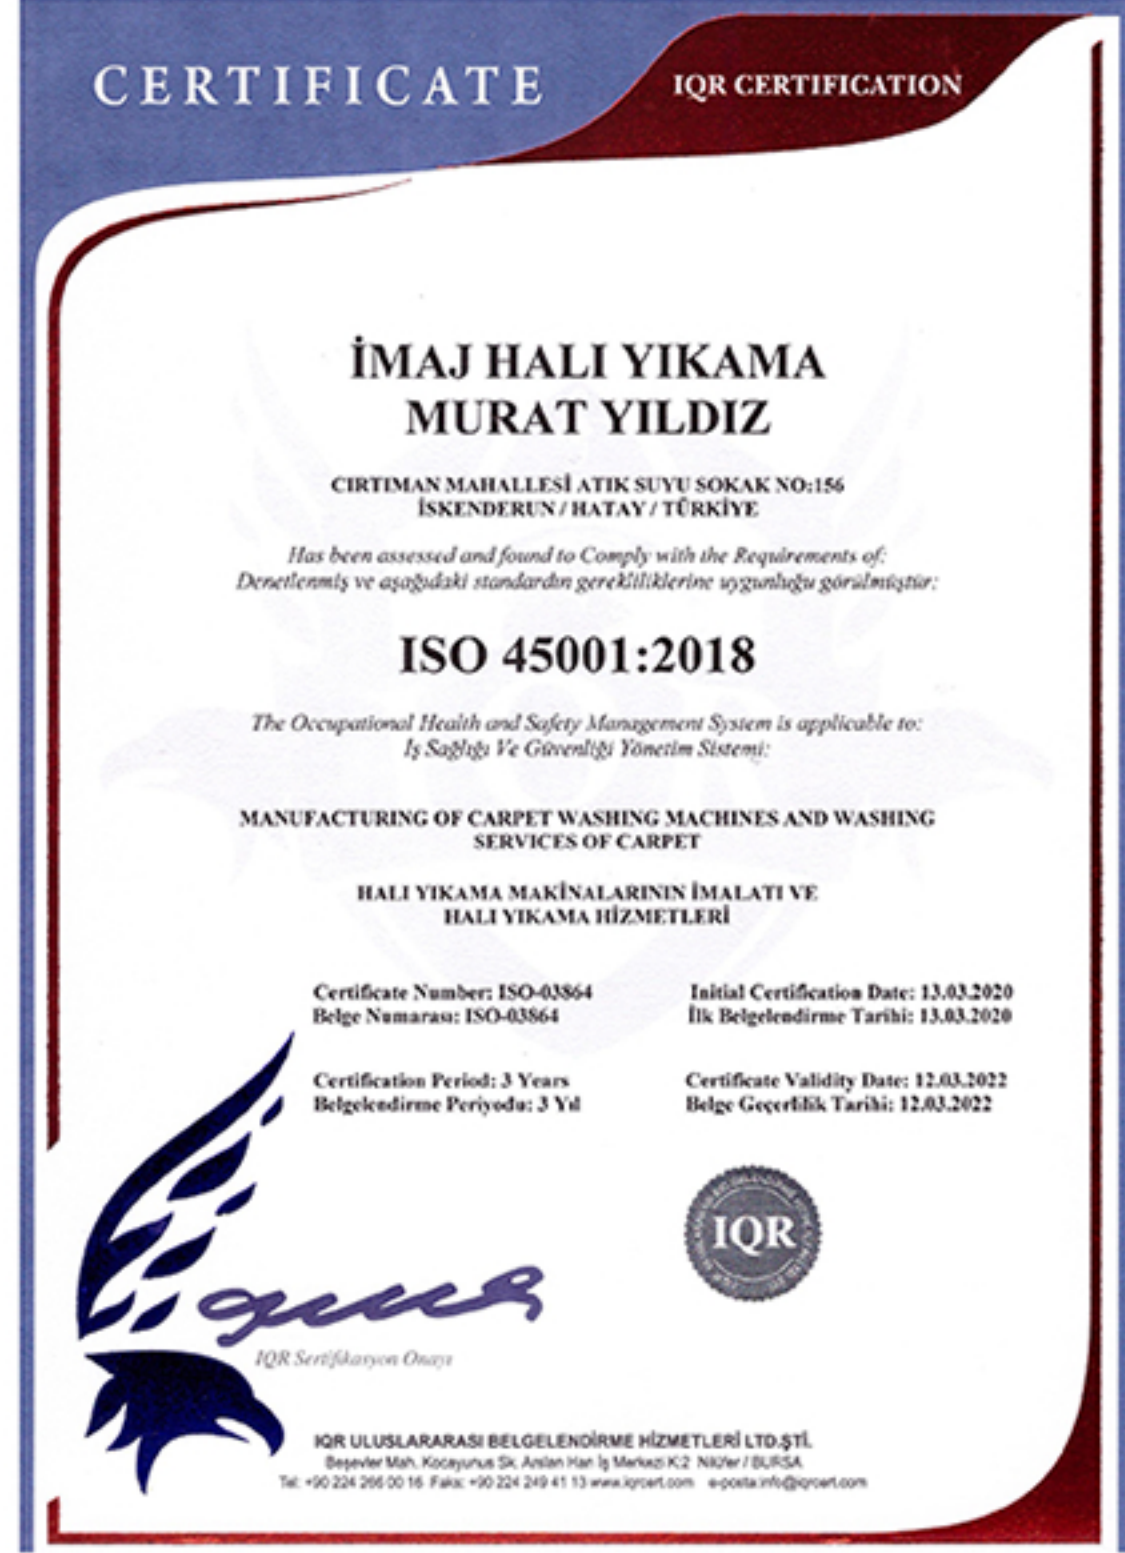 CERTIFICATE
IQR CERTIFICATION
İMAJ HALI YIKAMA
MURAT YILDIZ
CIRTIMAN MAHALLESİ ATIK SUYU SOKAK NO:156
İSKENDERUN / HATAY / TÜRKİYE
Has been assessed and found to Comply with the Requirements of:
Denetlenmiş ve aşağıdaki standardın gerekliliklerine uygunluğu görülmüştür:
ISO 45001:2018
The Occupational Health and Safety Management System is applicable to:
İş Sağlığı Ve Güvenliği Yönetim Sistemi:
MANUFACTURING OF CARPET WASHING MACHINES AND WASHING
SERVICES OF CARPET
HALI YIKAMA MAKİNALARININ İMALATI VE
HALI YIKAMA HİZMETLERİ
Certificate Number: ISO-03864
Belge Numarası: ISO-03864
Initial Certification Date: 13.03.2020
İlk Belgelendirme Tarihi: 13.03.2020
Certification Period: 3 Years
Belgelendirme Periyodu: 3 Yıl
Certificate Validity Date: 12.03.2022
Belge Geçerlilik Tarihi: 12.03.2022
IQR
IQR Sertifikasyon Onayı
IQR ULUSLARARASI BELGELENDİRME HİZMETLERİ LTD.ŞTİ.
Beşevler Mah. Kocayunus Sk. Arslan Han İş Merkezi K:2 Nilüfer / BURSA
Tel: +90 224 266 00 16 Faks: +90 224 249 41 13 www.iqrcert.com e-posta:info@iqrcert.com